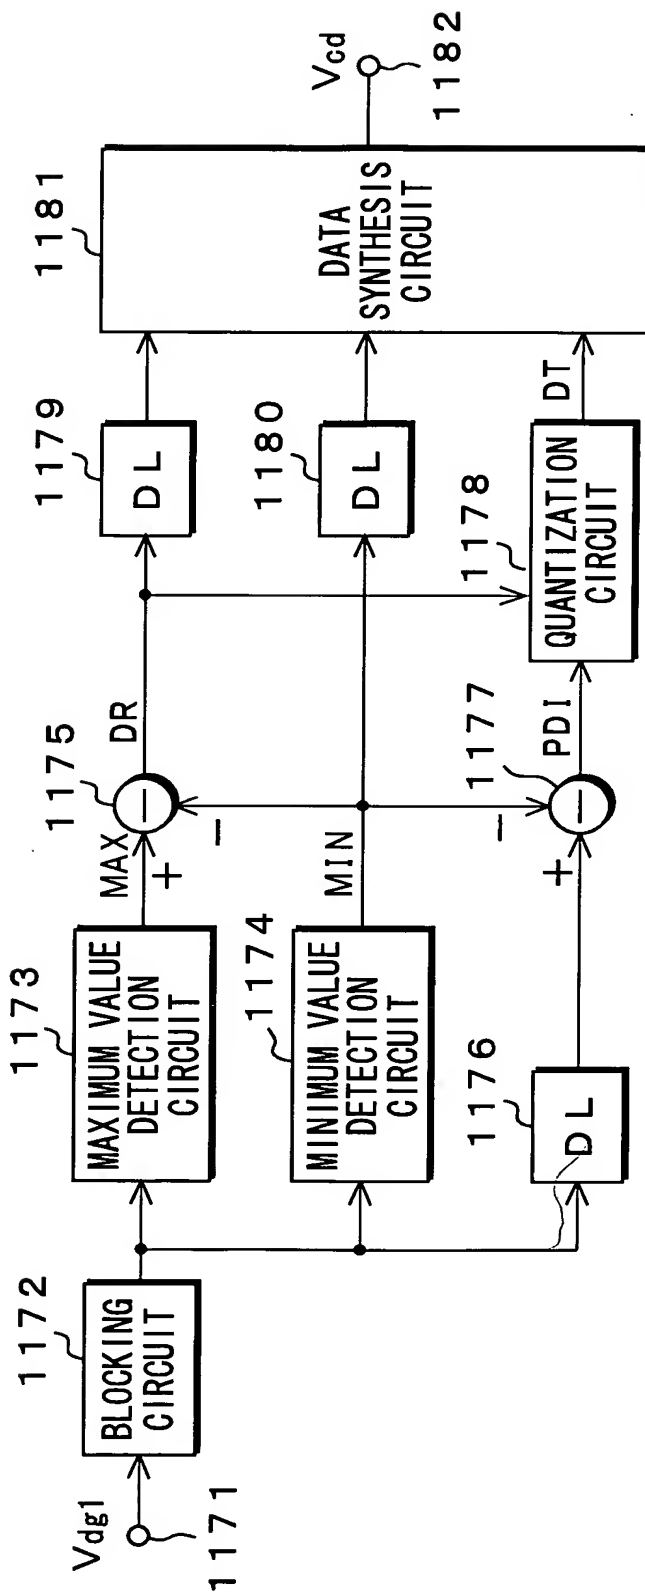 Vdg1
1171
1172
BLOCKING
CIRCUIT
1173
MAXIMUM VALUE
DETECTION
CIRCUIT
MAX
+
1175
−
−
DR
1179
DL
1174
MINIMUM VALUE
DETECTION
CIRCUIT
MIN
1180
DL
1176
DL
+
−
1177
−
PDI
1178
QUANTIZATION
CIRCUIT
DT
1181
DATA
SYNTHESIS
CIRCUIT
Vcd
1182